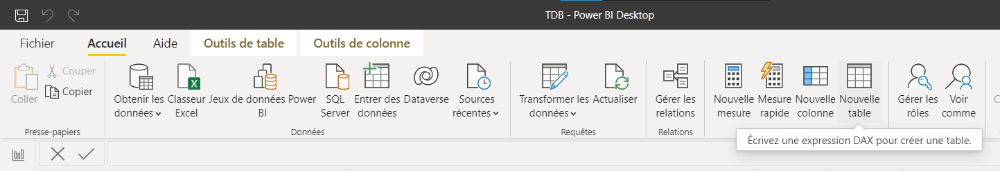 TDB - Power BI Desktop
Fichier Accueil Aide Outils de table Outils de colonne
Coller
Couper
Copier
Obtenir les données
Classeur Excel
Jeux de données Power BI
SQL Server
Entrer des données
Dataverse
Sources récentes
Transformer les données
Actualiser
Gérer les relations
Nouvelle mesure
Mesure rapide
Nouvelle colonne
Nouvelle table
Gérer les rôles
Voir comme
Presse-papiers Données Requêtes Relations
Écrivez une expression DAX pour créer une table.